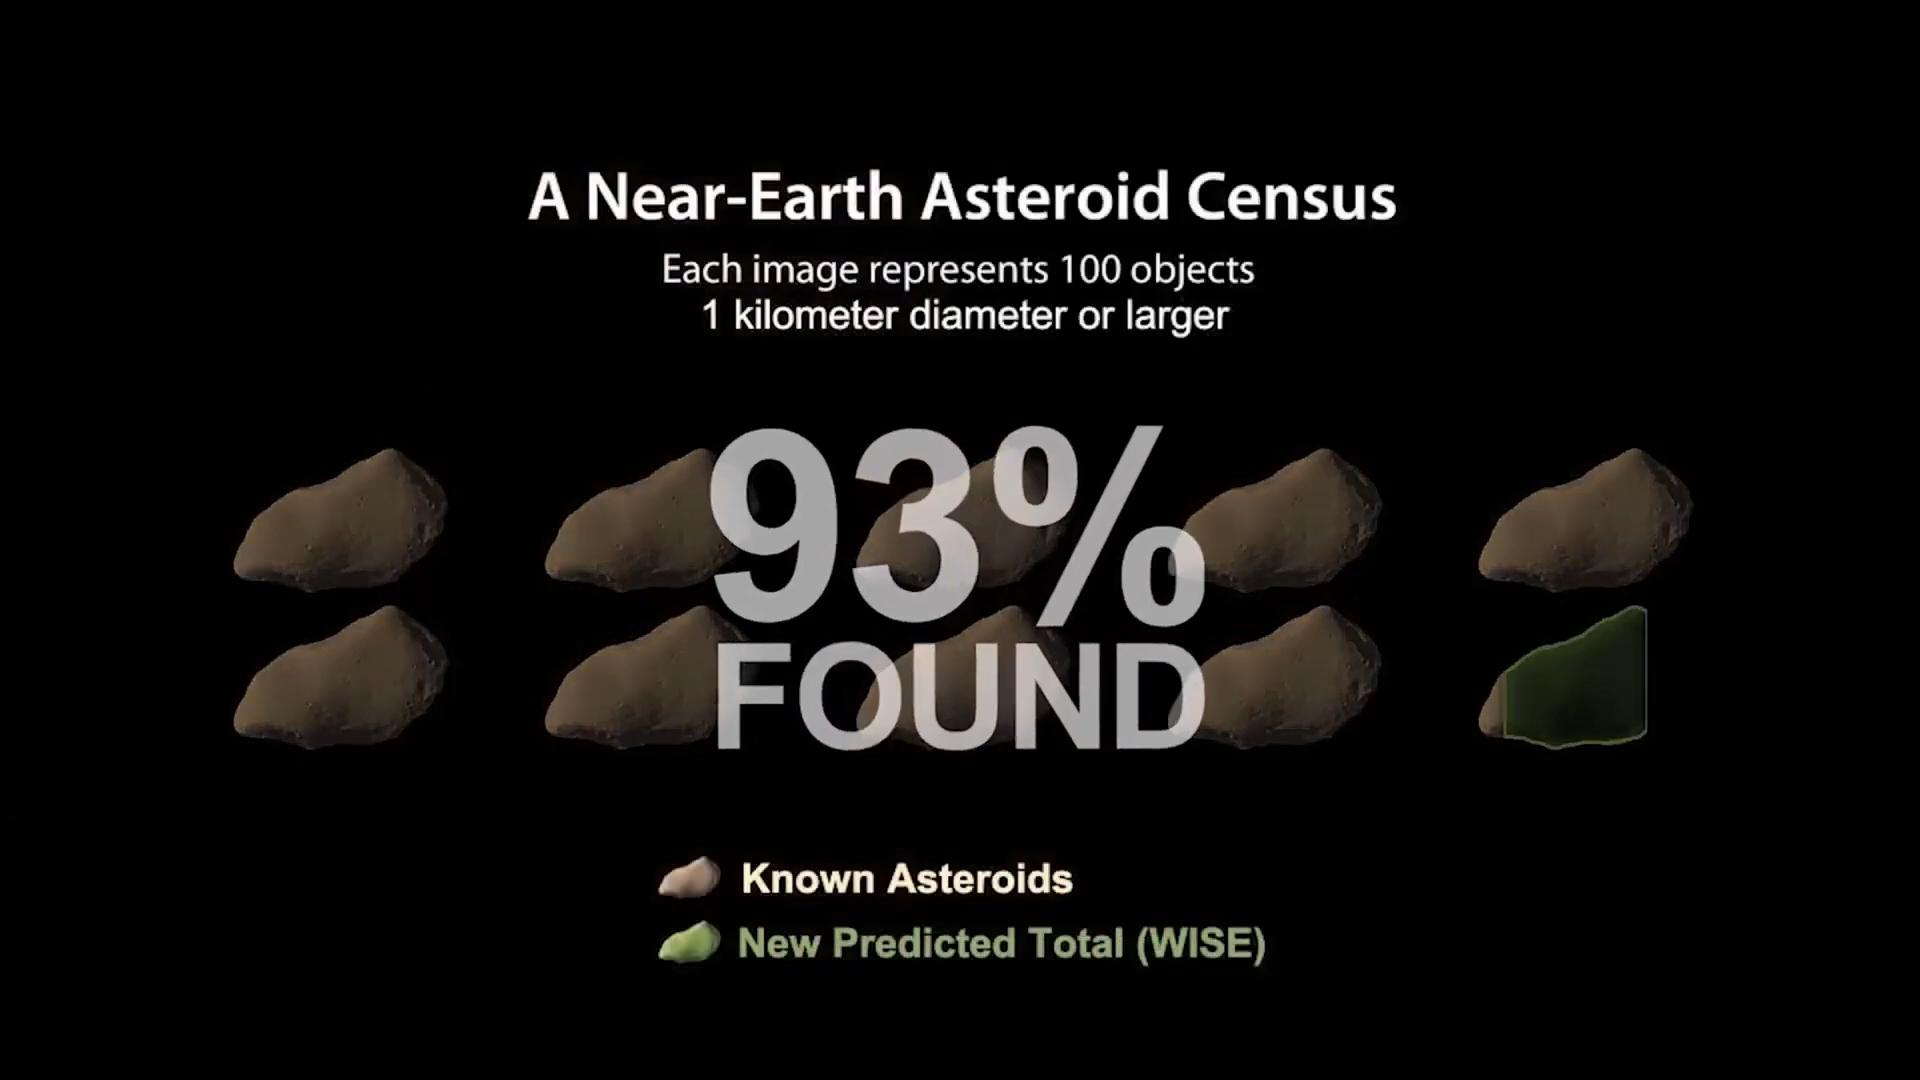 A Near-Earth Asteroid Census
Each image represents 100 objects
1 kilometer diameter or larger
93%
FOUND
Known Asteroids
New Predicted Total (WISE)